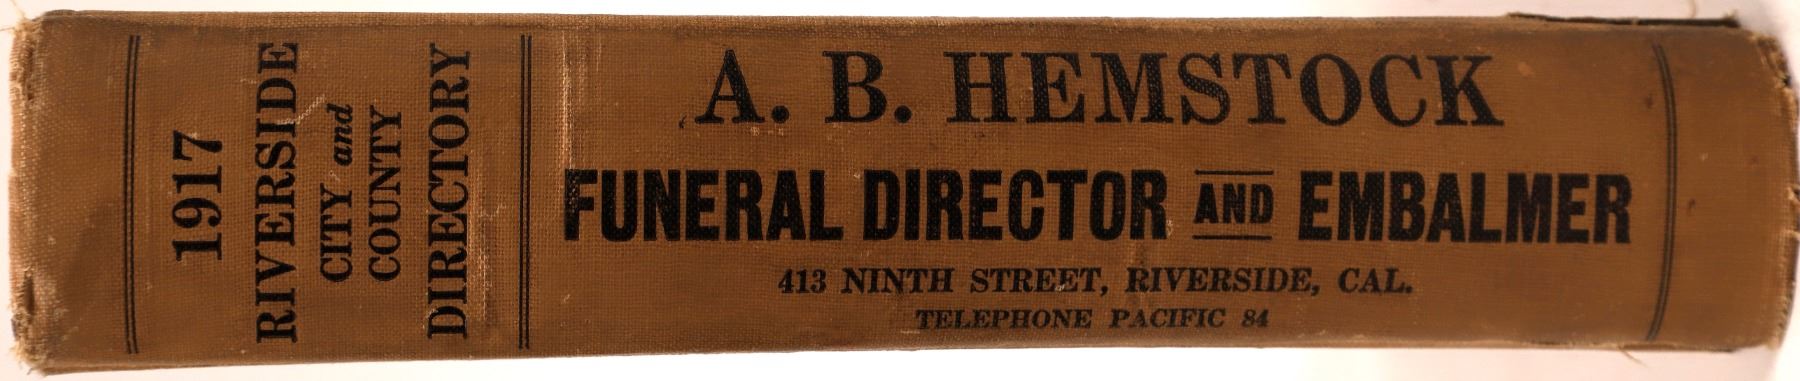 1917
RIVERSIDE
CITY and
COUNTY
DIRECTORY
A. B. HEMSTOCK
FUNERAL DIRECTOR AND EMBALMER
413 NINTH STREET, RIVERSIDE, CAL.
TELEPHONE PACIFIC 84